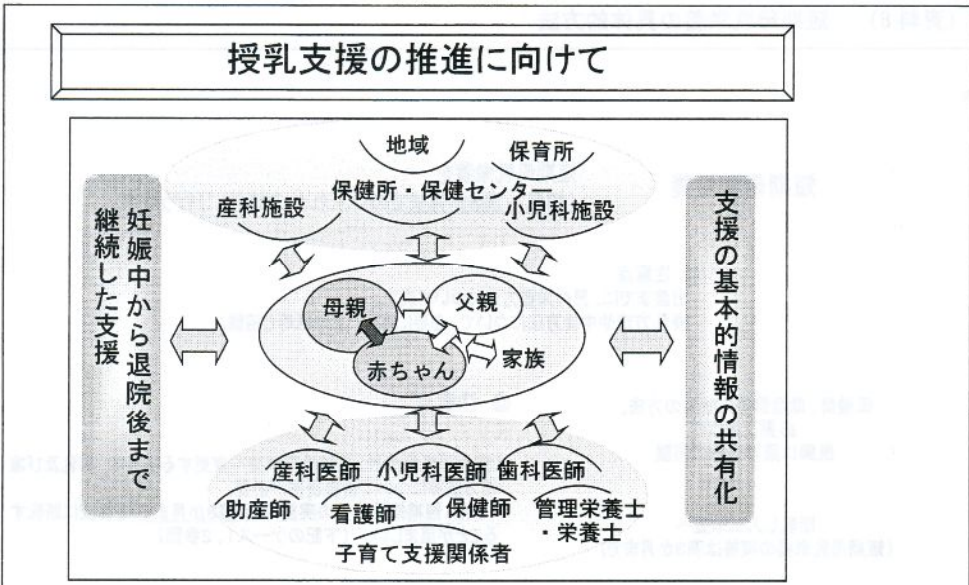 授乳支援の推進に向けて
地域
保育所
保健所・保健センター
産科施設
小児科施設
妊娠中から退院後まで
継続した支援
母親
父親
赤ちゃん
家族
支援の基本的情報の共有化
産科医師
小児科医師
歯科医師
助産師
看護師
保健師
管理栄養士
・栄養士
子育て支援関係者